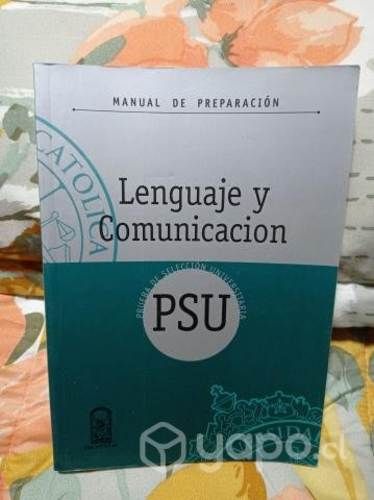 MANUAL DE PREPARACIÓN
CATOLICA
Lenguaje y
Comunicacion
PRUEBA DE SELECCIÓN UNIVERSITARIA
PSU
yapo.cl